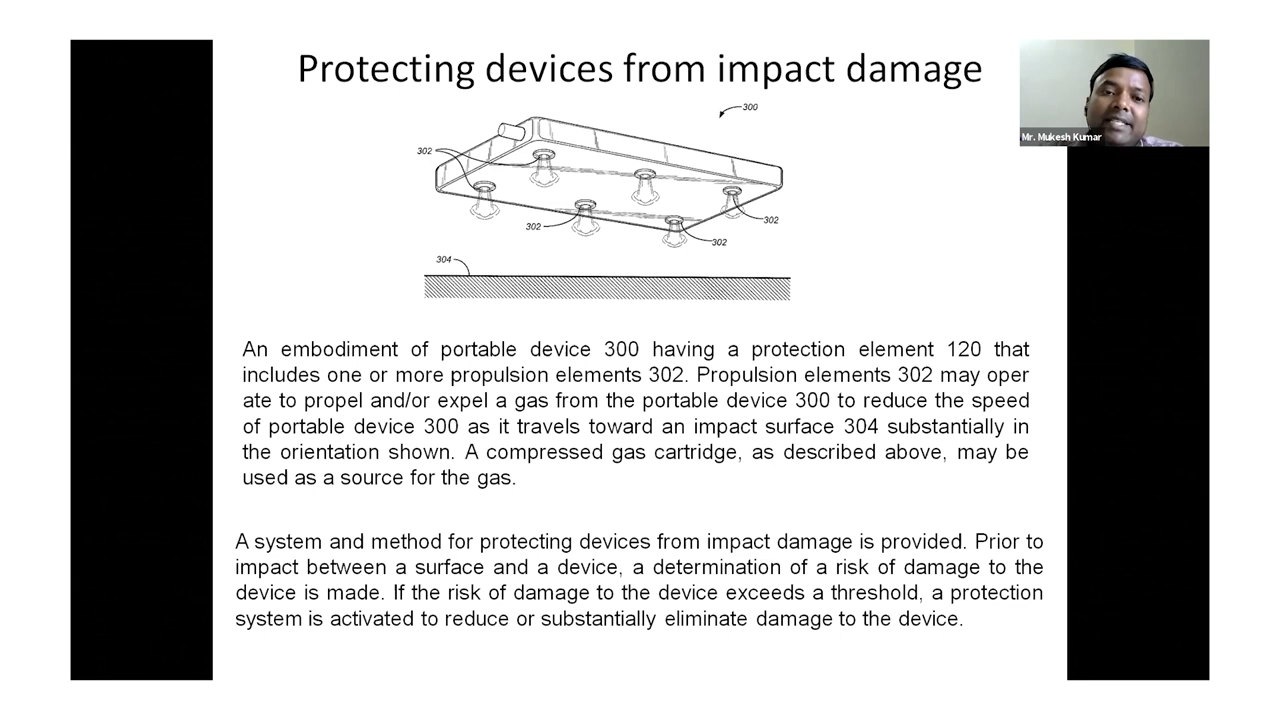 Protecting devices from impact damage
Mr. Mukesh Kumar
300
302
302
302
302
304
An embodiment of portable device 300 having a protection element 120 that
includes one or more propulsion elements 302. Propulsion elements 302 may oper
ate to propel and/or expel a gas from the portable device 300 to reduce the speed
of portable device 300 as it travels toward an impact surface 304 substantially in
the orientation shown. A compressed gas cartridge, as described above, may be
used as a source for the gas.
A system and method for protecting devices from impact damage is provided. Prior to
impact between a surface and a device, a determination of a risk of damage to the
device is made. If the risk of damage to the device exceeds a threshold, a protection
system is activated to reduce or substantially eliminate damage to the device.